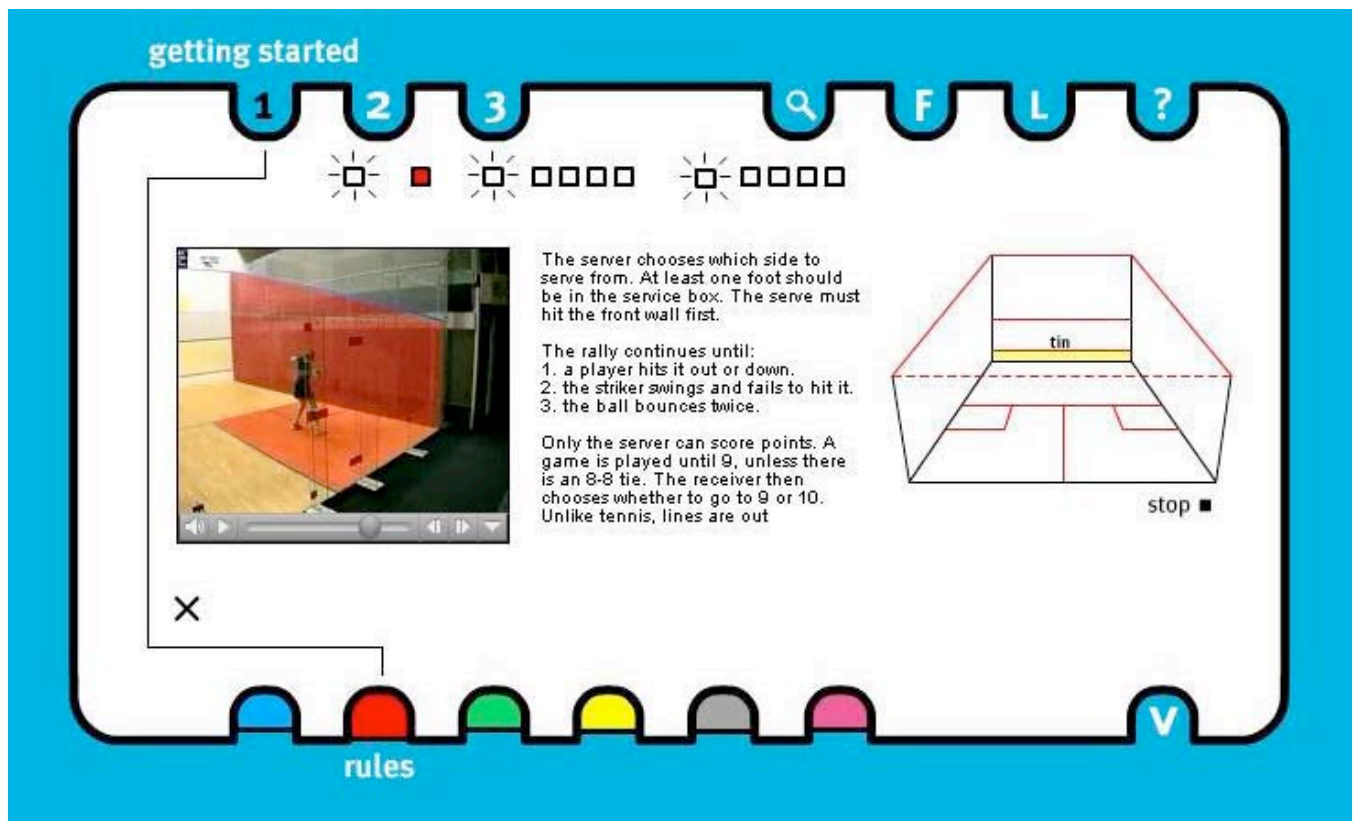 getting started
1 2 3 F L ?
The server chooses which side to
serve from. At least one foot should
be in the service box. The serve must
hit the front wall first.
The rally continues until:
1. a player hits it out or down.
2. the striker swings and fails to hit it.
3. the ball bounces twice.
Only the server can score points. A
game is played until 9, unless there
is an 8-8 tie. The receiver then
chooses whether to go to 9 or 10.
Unlike tennis, lines are out
tin
stop
V
rules